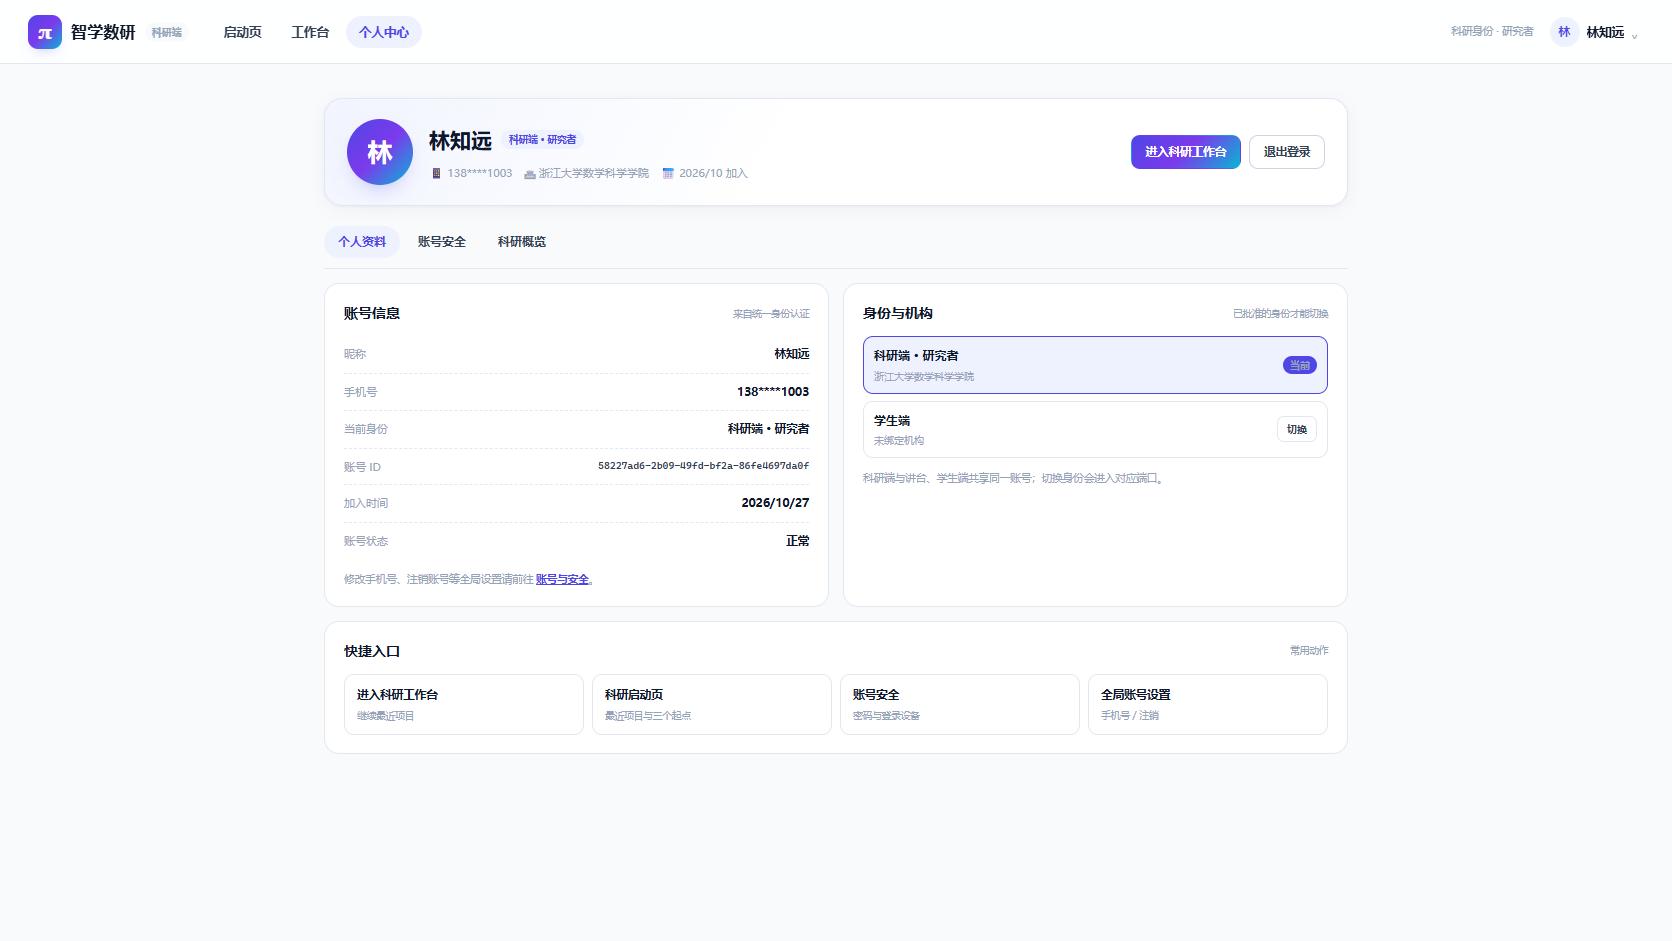 π 智学数研 科研端 启动页 工作台 个人中心 科研身份 · 研究者 林 林知远
林
林知远 科研端 • 研究者
138****1003 浙江大学数学科学学院 2026/10 加入
进入科研工作台 退出登录
个人资料 账号安全 科研概览
账号信息 来自统一身份认证
昵称 林知远
手机号 138****1003
当前身份 科研端 • 研究者
账号 ID 58227ad6-2b09-49fd-bf2a-86fe4697da0f
加入时间 2026/10/27
账号状态 正常
修改手机号、注销账号等全局设置请前往 账号与安全。
身份与机构 已批准的身份才能切换
科研端 • 研究者
浙江大学数学科学学院
当前
学生端
未绑定机构
切换
科研端与讲台、学生端共享同一账号；切换身份会进入对应端口。
快捷入口 常用动作
进入科研工作台
继续最近项目
科研启动页
最近项目与三个起点
账号安全
密码与登录设备
全局账号设置
手机号 / 注销